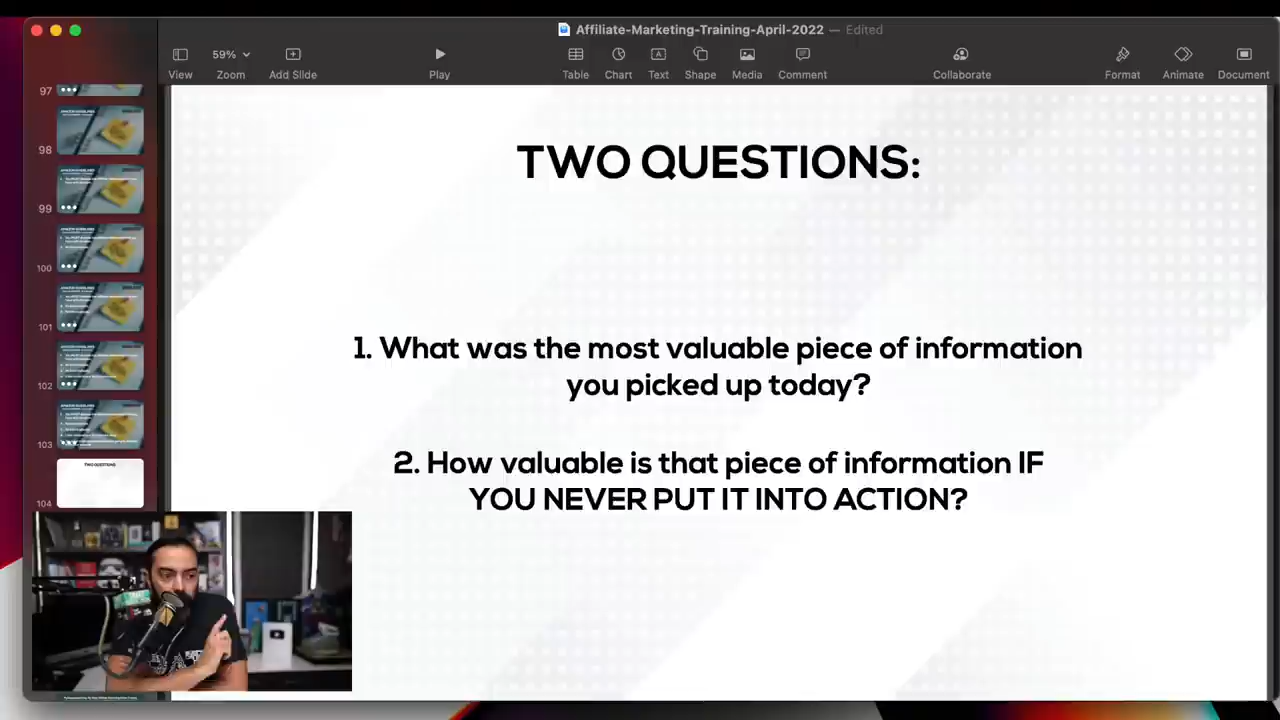 Affiliate-Marketing-Training-April-2022 — Edited
59%
View
Zoom
Add Slide
Play
Table
Chart
Text
Shape
Media
Comment
Collaborate
Format
Animate
Document
97
98
99
100
101
102
103
TWO QUESTIONS:
104
TWO QUESTIONS:
1. What was the most valuable piece of information
you picked up today?
2. How valuable is that piece of information IF
YOU NEVER PUT IT INTO ACTION?